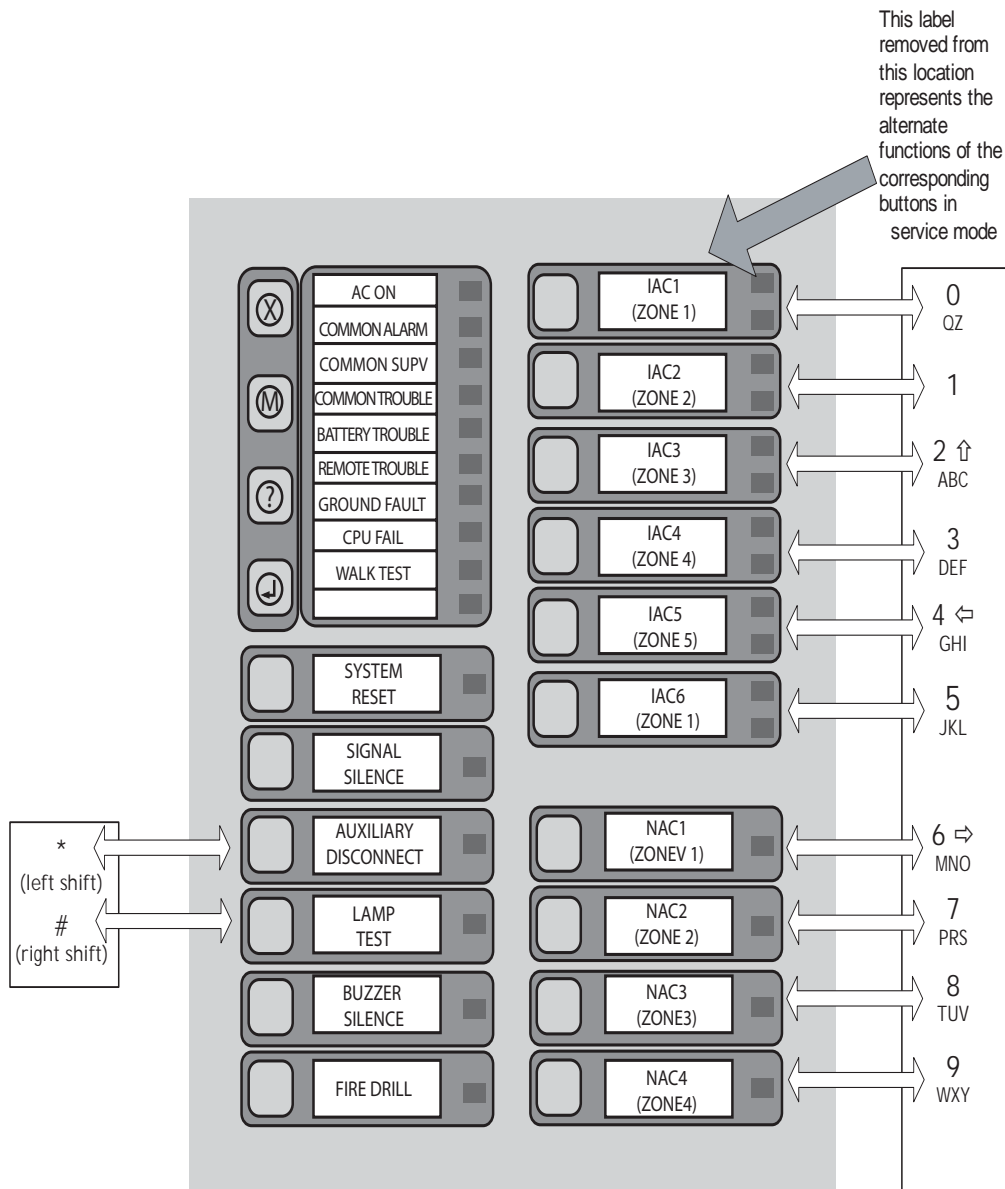 This label
removed from
this location
represents the
alternate
functions of the
corresponding
buttons in
service mode
X
M
?
AC ON
COMMON ALARM
COMMON SUPV
COMMON TROUBLE
BATTERY TROUBLE
REMOTE TROUBLE
GROUND FAULT
CPU FAIL
WALK TEST
SYSTEM
RESET
SIGNAL
SILENCE
AUXILIARY
DISCONNECT
LAMP
TEST
BUZZER
SILENCE
FIRE DRILL
*
(left shift)
#
(right shift)
IAC1
(ZONE 1)
IAC2
(ZONE 2)
IAC3
(ZONE 3)
IAC4
(ZONE 4)
IAC5
(ZONE 5)
IAC6
(ZONE 1)
NAC1
(ZONEV 1)
NAC2
(ZONE 2)
NAC3
(ZONE3)
NAC4
(ZONE4)
0
QZ
1
2 ⇧
ABC
3
DEF
4 ⇦
GHI
5
JKL
6 ⇨
MNO
7
PRS
8
TUV
9
WXY